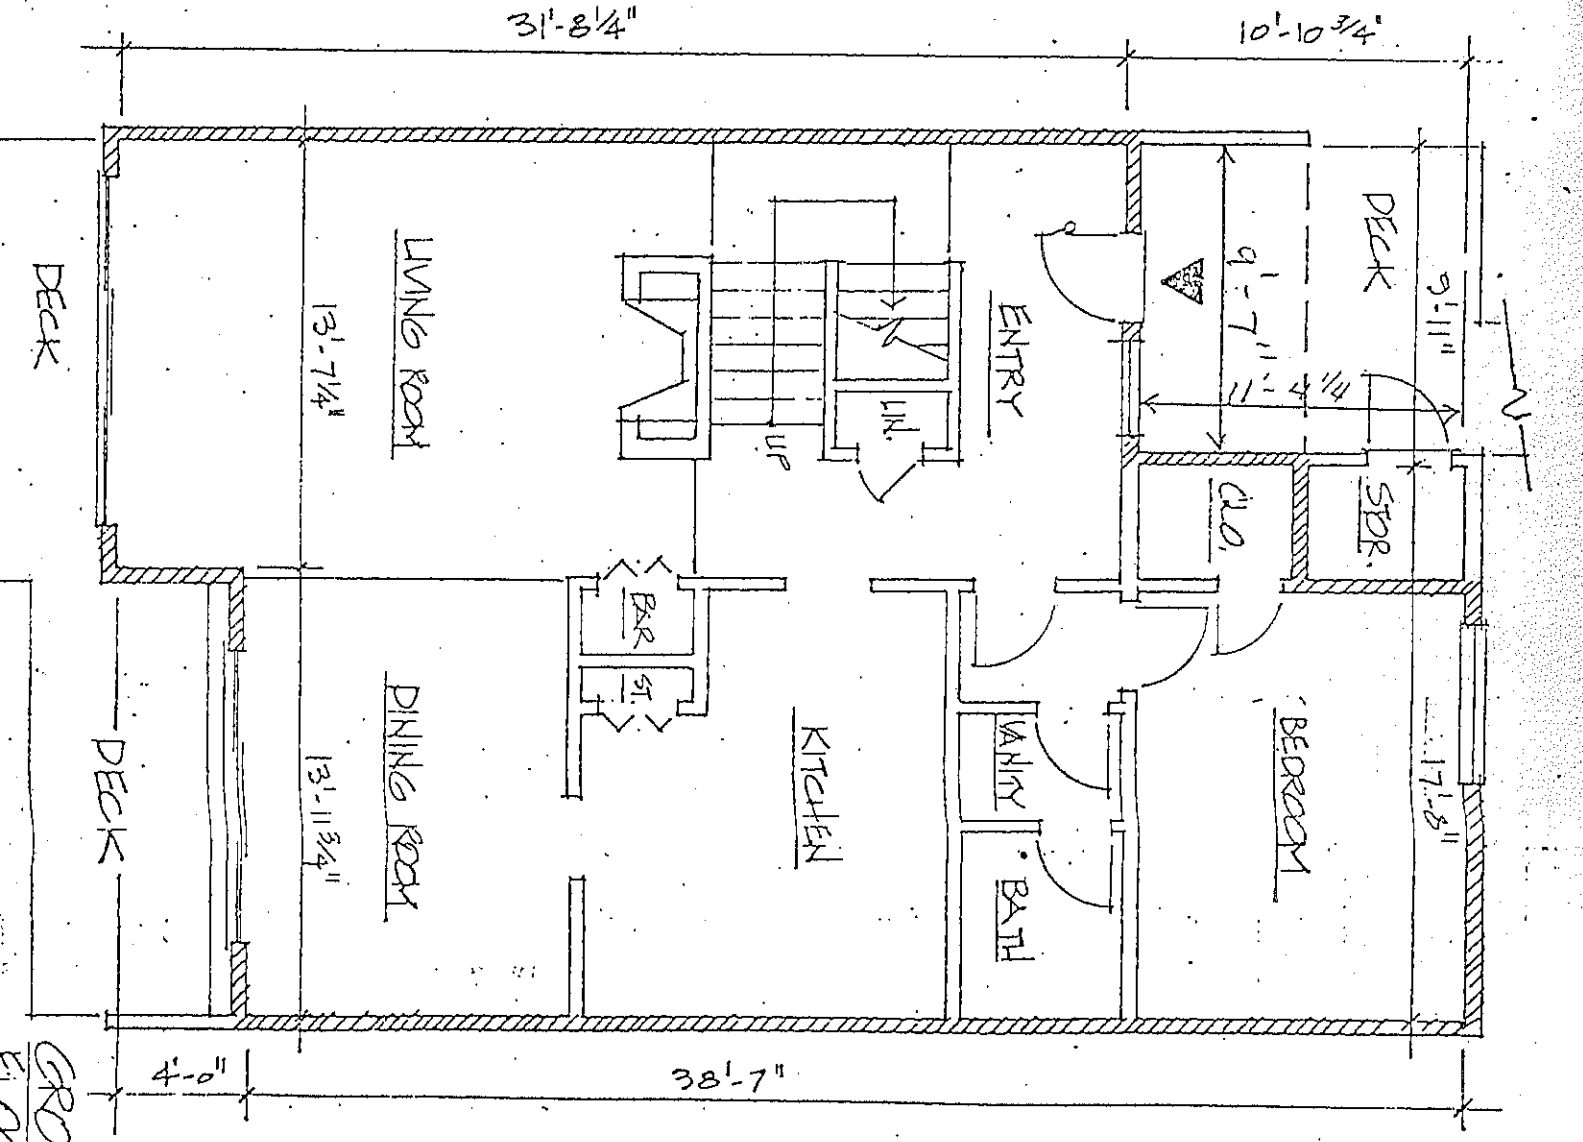 31'-8 1/4"
10'-10 3/4"
DECK
9'-11"
9'-7"
11'-4 1/4
ENTRY
LIVING ROOM
13'-7 1/4"
DECK
UP
LIN.
CLO.
STOR.
BAR
ST.
KITCHEN
VANITY
BATH
BEDROOM
17'-8"
DINING ROOM
13'-11 3/4"
DECK
4'-0"
38'-7"